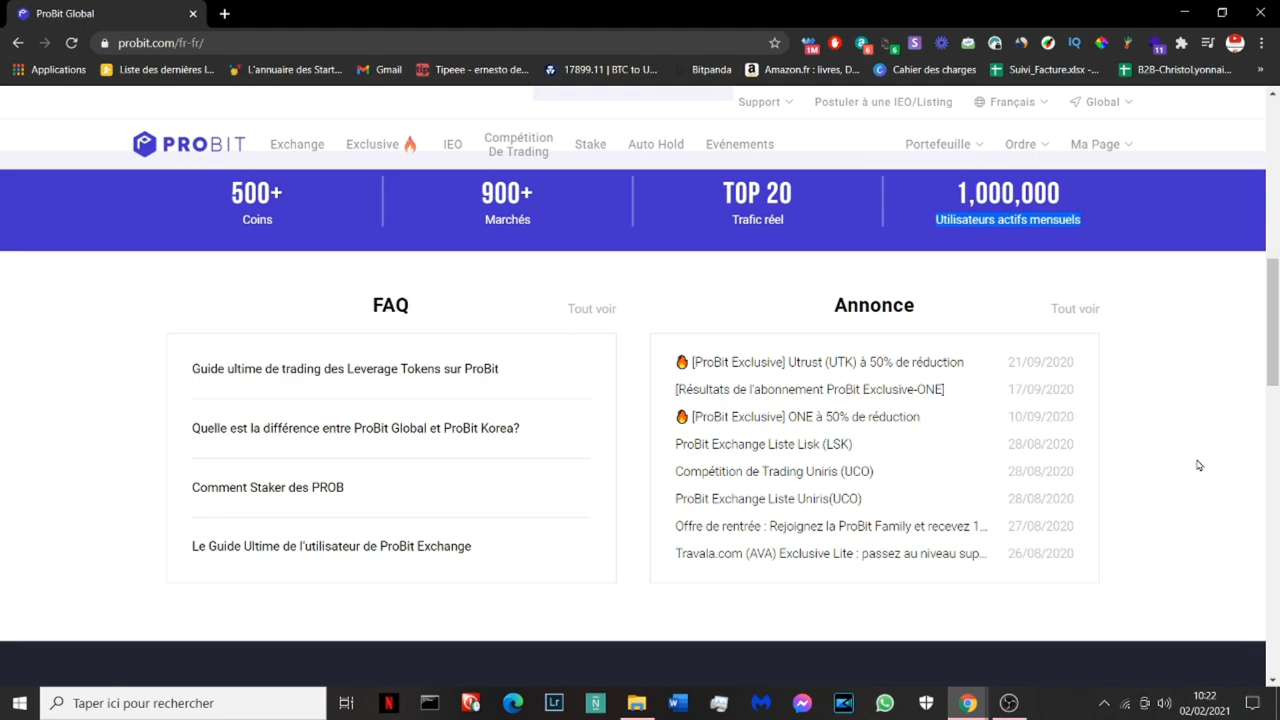 ProBit Global
probit.com/fr-fr/
1M
6
6
S
IQ
11
Applications
Liste des dernières I...
L'annuaire des Start...
Gmail
Tipeee - ernesto de...
17899.11 | BTC to U...
Bitpanda
Amazon.fr : livres, D...
Cahier des charges
Suivi_Facture.xlsx -...
B2B-ChristoLyonnai...
»
Support
Postuler à une IEO/Listing
Français
Global
PROBIT
Exchange
Exclusive
IEO
Compétition
De Trading
Stake
Auto Hold
Evénements
Portefeuille
Ordre
Ma Page
500+
Coins
900+
Marchés
TOP 20
Trafic réel
1,000,000
Utilisateurs actifs mensuels
FAQ
Tout voir
Guide ultime de trading des Leverage Tokens sur ProBit
Quelle est la différence entre ProBit Global et ProBit Korea?
Comment Staker des PROB
Le Guide Ultime de l'utilisateur de ProBit Exchange
Annonce
Tout voir
[ProBit Exclusive] Utrust (UTK) à 50% de réduction 21/09/2020
[Résultats de l'abonnement ProBit Exclusive-ONE] 17/09/2020
[ProBit Exclusive] ONE à 50% de réduction 10/09/2020
ProBit Exchange Liste Lisk (LSK) 28/08/2020
Compétition de Trading Uniris (UCO) 28/08/2020
ProBit Exchange Liste Uniris(UCO) 28/08/2020
Offre de rentrée : Rejoignez la ProBit Family et recevez 1... 27/08/2020
Travala.com (AVA) Exclusive Lite : passez au niveau sup... 26/08/2020
Taper ici pour rechercher
N
Lr
W
10:22
02/02/2021